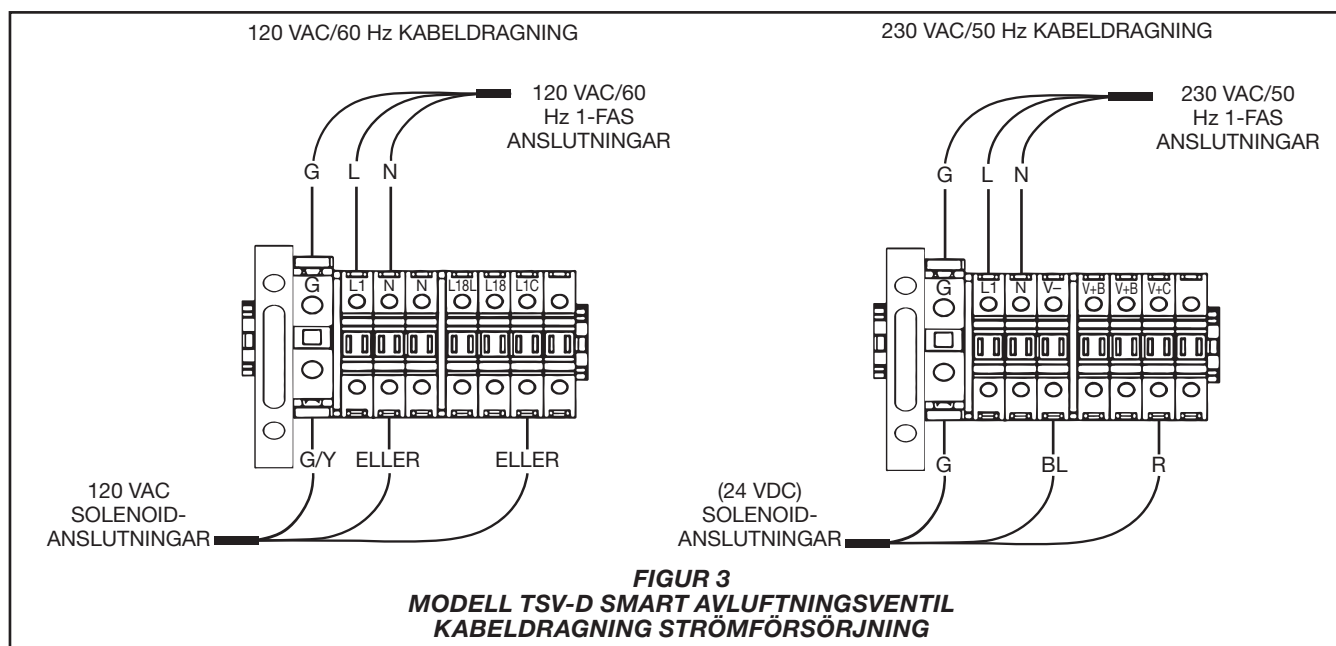 120 VAC/60 Hz KABELDRAGNING
120 VAC/60
Hz 1-FAS
ANSLUTNINGAR
G L N
G L1 N N L18L L18 L1C
G/Y ELLER ELLER
120 VAC
SOLENOID-
ANSLUTNINGAR
230 VAC/50 Hz KABELDRAGNING
230 VAC/50
Hz 1-FAS
ANSLUTNINGAR
G L N
G L1 N V– V+B V+B V+C
G BL R
(24 VDC)
SOLENOID-
ANSLUTNINGAR
FIGUR 3
MODELL TSV-D SMART AVLUFTNINGSVENTIL
KABELDRAGNING STRÖMFÖRSÖRJNING